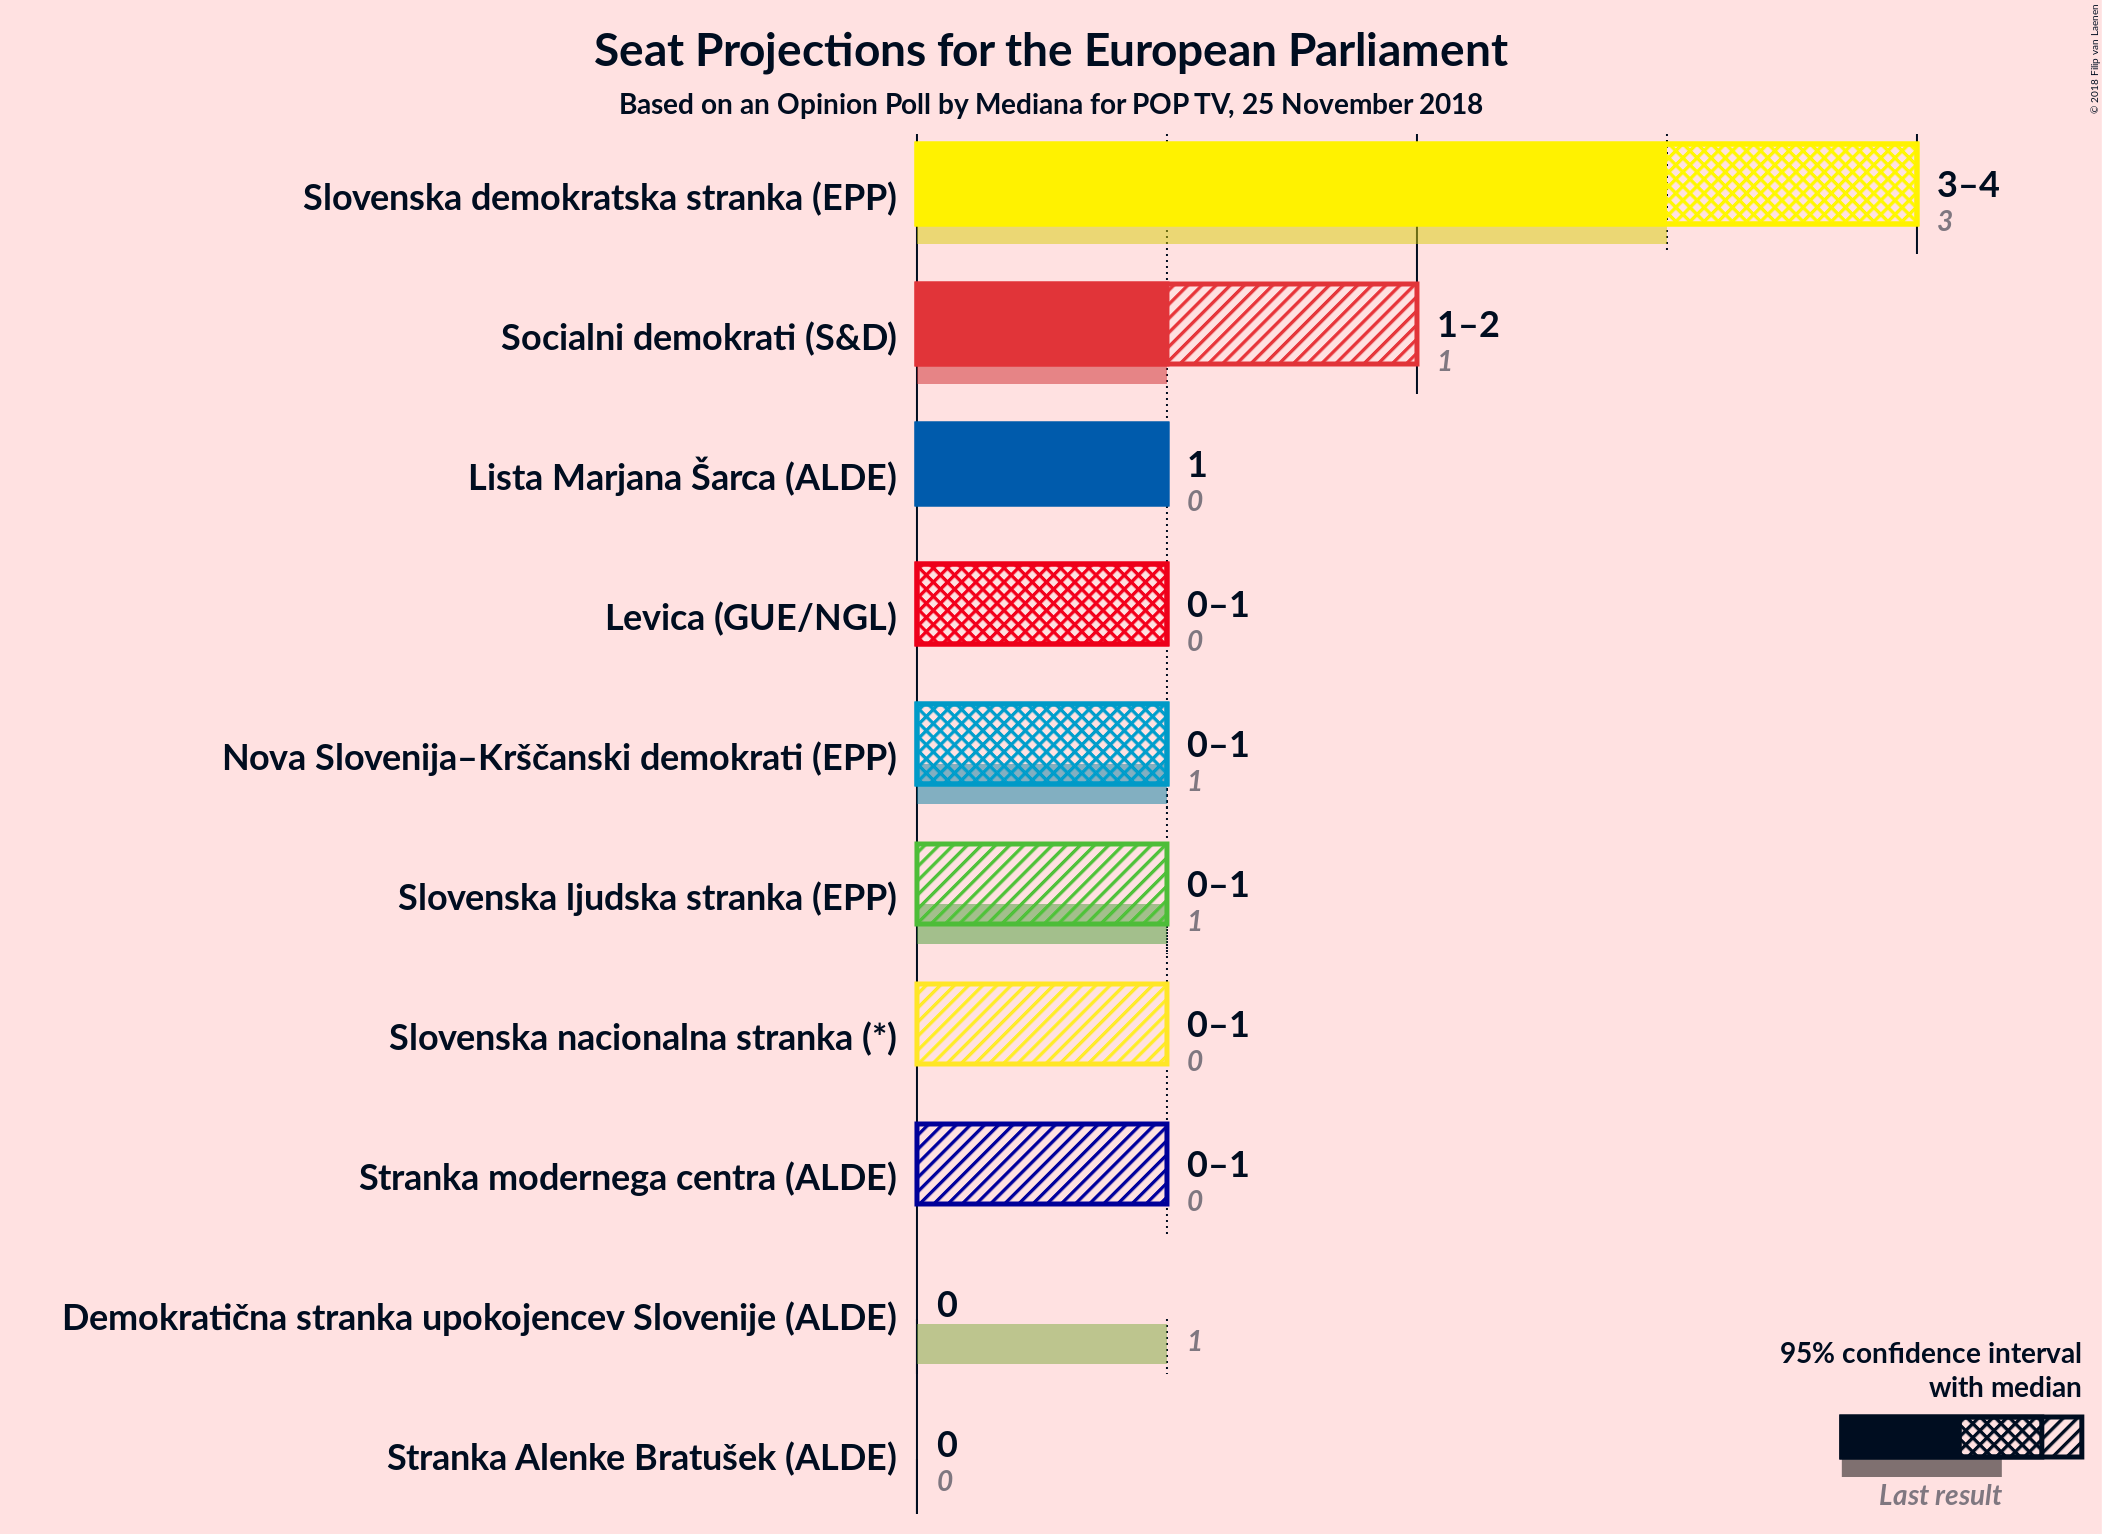 Seat Projections for the European Parliament
Based on an Opinion Poll by Mediana for POP TV, 25 November 2018
© 2018 Filip van Laenen
Slovenska demokratska stranka (EPP)
3–4
3
Socialni demokrati (S&D)
1–2
1
Lista Marjana Šarca (ALDE)
1
0
Levica (GUE/NGL)
0–1
0
Nova Slovenija–Krščanski demokrati (EPP)
0–1
1
Slovenska ljudska stranka (EPP)
0–1
1
Slovenska nacionalna stranka (*)
0–1
0
Stranka modernega centra (ALDE)
0–1
0
Demokratična stranka upokojencev Slovenije (ALDE)
0
1
Stranka Alenke Bratušek (ALDE)
0
0
95% confidence interval
with median
Last result